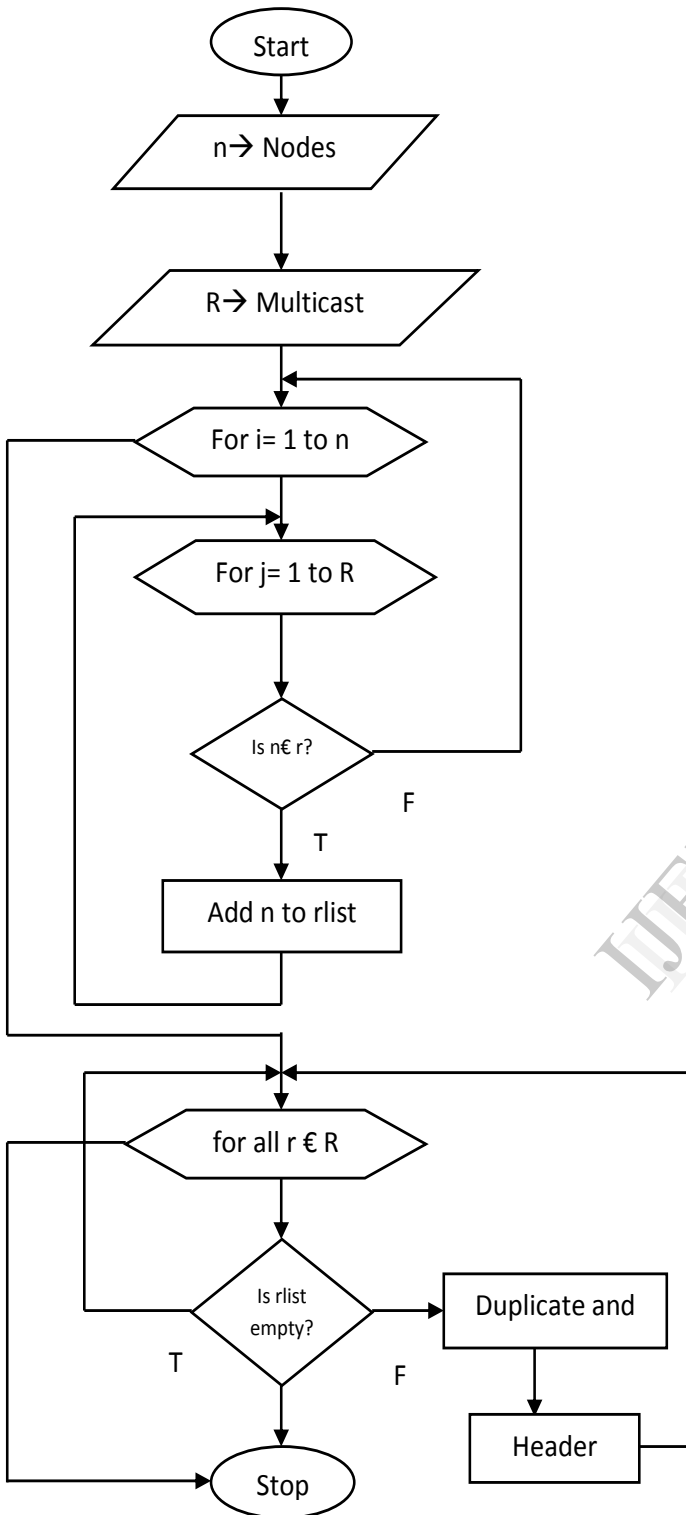 Start
n→ Nodes
R→ Multicast
For i= 1 to n
For j= 1 to R
Is n€ r?
F
T
Add n to rlist
for all r € R
Is rlist
empty?
Duplicate and
T
F
Header
Stop